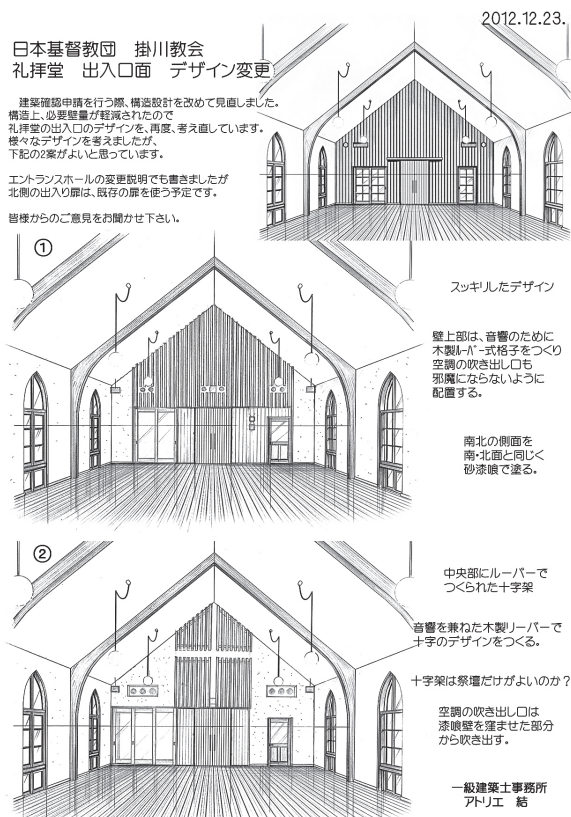 2012.12.23.
日本基督教団　掛川教会
礼拝堂　出入口面　デザイン変更
建築確認申請を行う際、構造設計を改めて見直しました。
構造上、必要壁量が軽減されたので
礼拝堂の出入口のデザインを、再度、考え直しています。
様々なデザインを考えましたが、
下記の2案がよいと思っています。
エントランスホールの変更説明でも書きましたが
北側の出入り扉は、既存の扉を使う予定です。
皆様からのご意見をお聞かせ下さい。
①
スッキリしたデザイン
壁上部は、音響のために
木製ルーバー式格子をつくり
空調の吹き出し口も
邪魔にならないように
配置する。
南北の側面を
南・北面と同じく
砂漆喰で塗る。
②
中央部にルーバーで
つくられた十字架
音響を兼ねた木製リーバーで
十字のデザインをつくる。
十字架は祭壇だけがよいのか？
空調の吹き出し口は
漆喰壁を窪ませた部分
から吹き出す。
一級建築士事務所
アトリエ　結